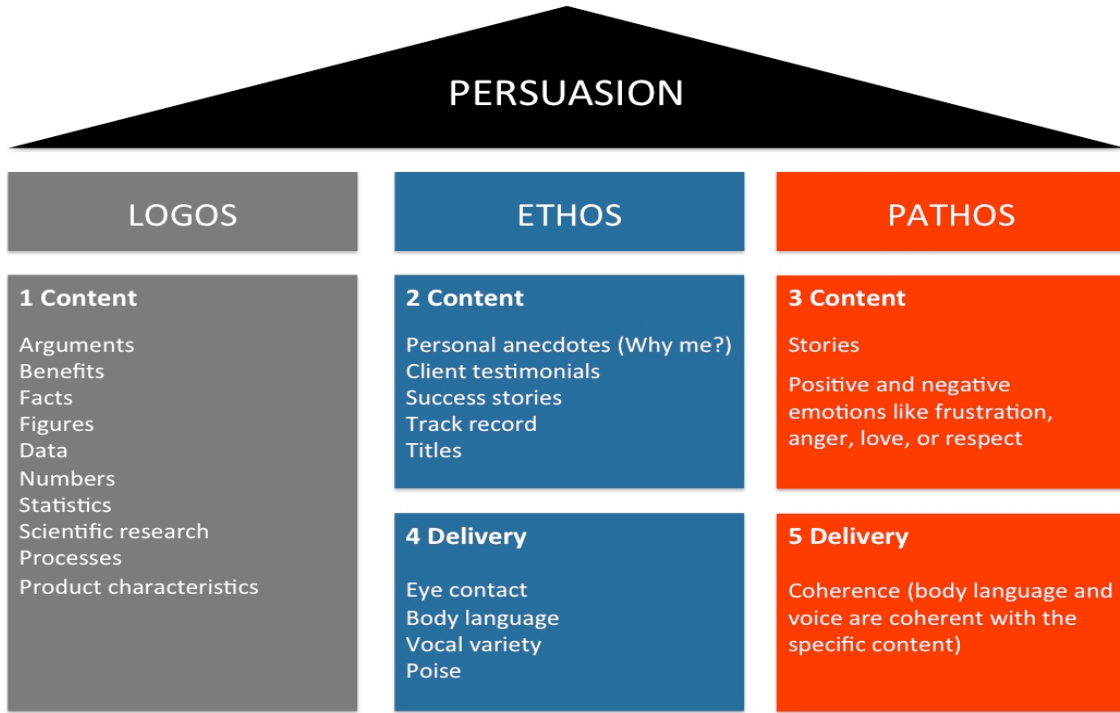 PERSUASION
LOGOS
ETHOS
PATHOS
1 Content
Arguments
Benefits
Facts
Figures
Data
Numbers
Statistics
Scientific research
Processes
Product characteristics
2 Content
Personal anecdotes (Why me?)
Client testimonials
Success stories
Track record
Titles
4 Delivery
Eye contact
Body language
Vocal variety
Poise
3 Content
Stories
Positive and negative
emotions like frustration,
anger, love, or respect
5 Delivery
Coherence (body language and
voice are coherent with the
specific content)